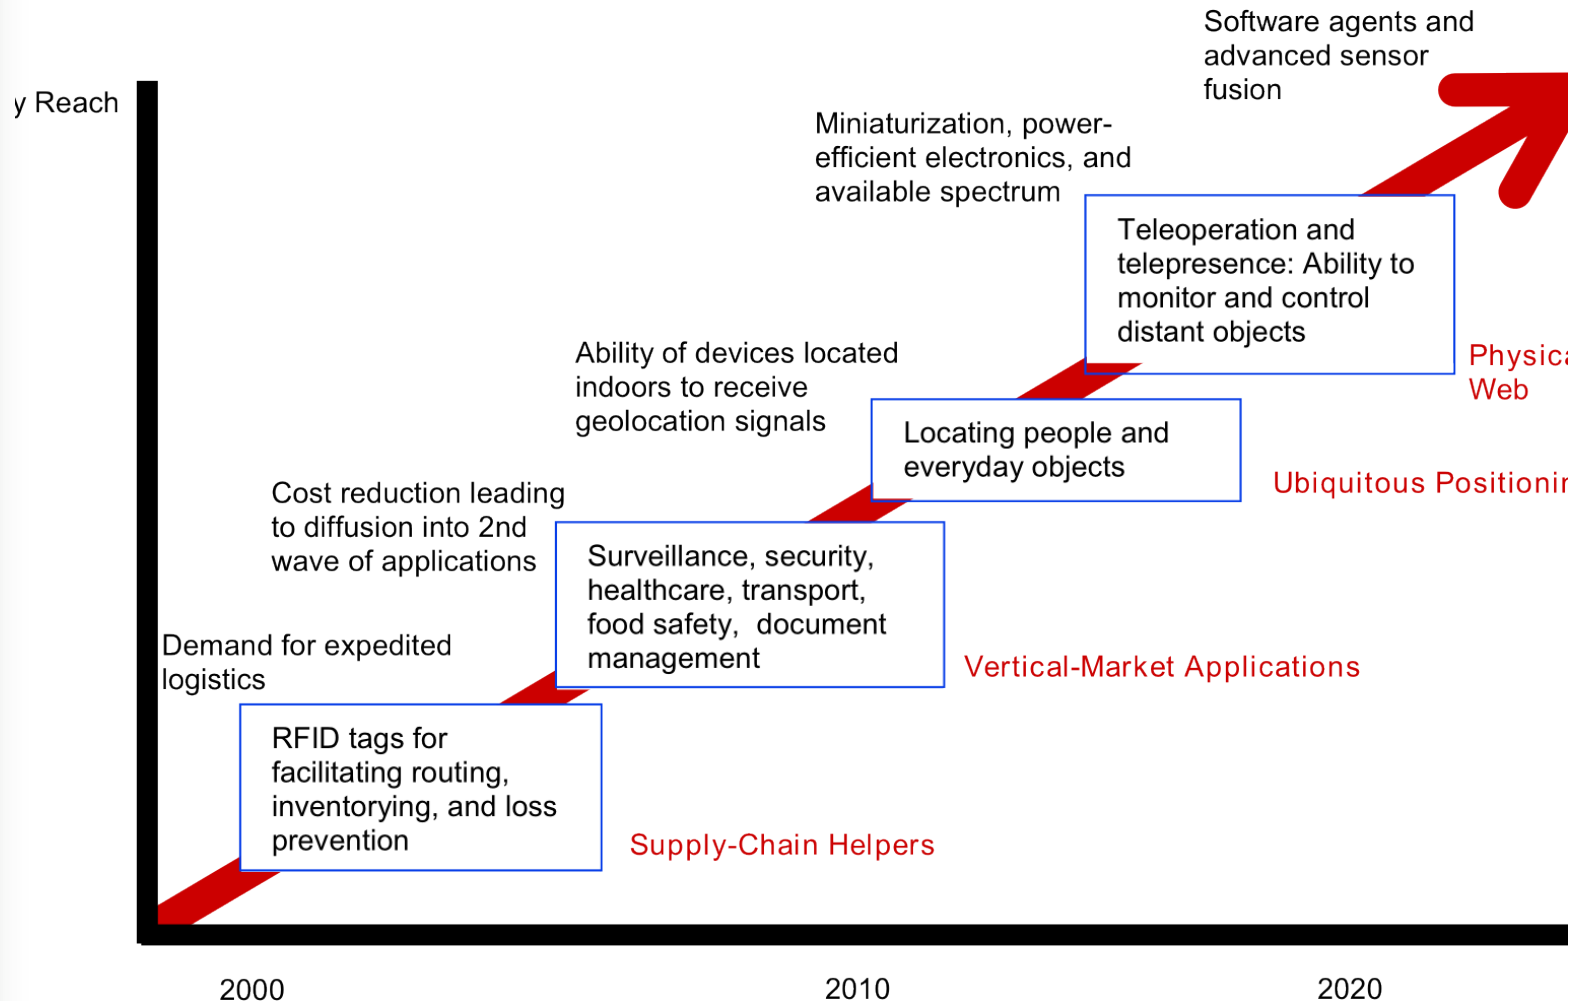 Software agents and
advanced sensor
fusion
y Reach
Miniaturization, power-
efficient electronics, and
available spectrum
Teleoperation and
telepresence: Ability to
monitor and control
distant objects
Physica
Web
Ability of devices located
indoors to receive
geolocation signals
Locating people and
everyday objects
Ubiquitous Positionin
Cost reduction leading
to diffusion into 2nd
wave of applications
Surveillance, security,
healthcare, transport,
food safety,  document
management
Vertical-Market Applications
Demand for expedited
logistics
RFID tags for
facilitating routing,
inventorying, and loss
prevention
Supply-Chain Helpers
2000
2010
2020